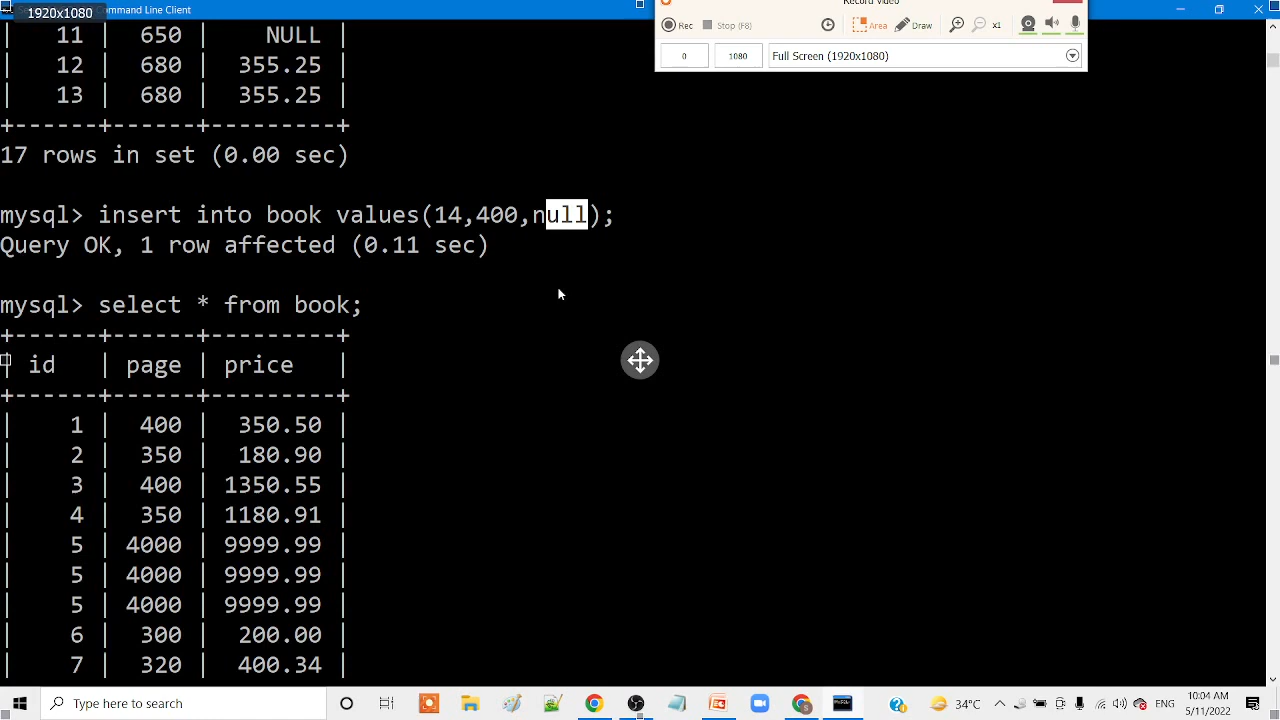 1920x1080
Command Line Client
Record video
Rec
Stop (F8)
Area
Draw
x1
0
1080
Full Screen (1920x1080)
| 11 | 650 | NULL |
| 12 | 680 | 355.25 |
| 13 | 680 | 355.25 |
+------+------+---------+
17 rows in set (0.00 sec)
mysql> insert into book values(14,400,null);
Query OK, 1 row affected (0.11 sec)
mysql> select * from book;
+------+------+---------+
| id | page | price |
+------+------+---------+
| 1 | 400 | 350.50 |
| 2 | 350 | 180.90 |
| 3 | 400 | 1350.55 |
| 4 | 350 | 1180.91 |
| 5 | 4000 | 9999.99 |
| 5 | 4000 | 9999.99 |
| 5 | 4000 | 9999.99 |
| 6 | 300 | 200.00 |
| 7 | 320 | 400.34 |
Type here to search
34°C
ENG
10:04 AM
5/11/2022